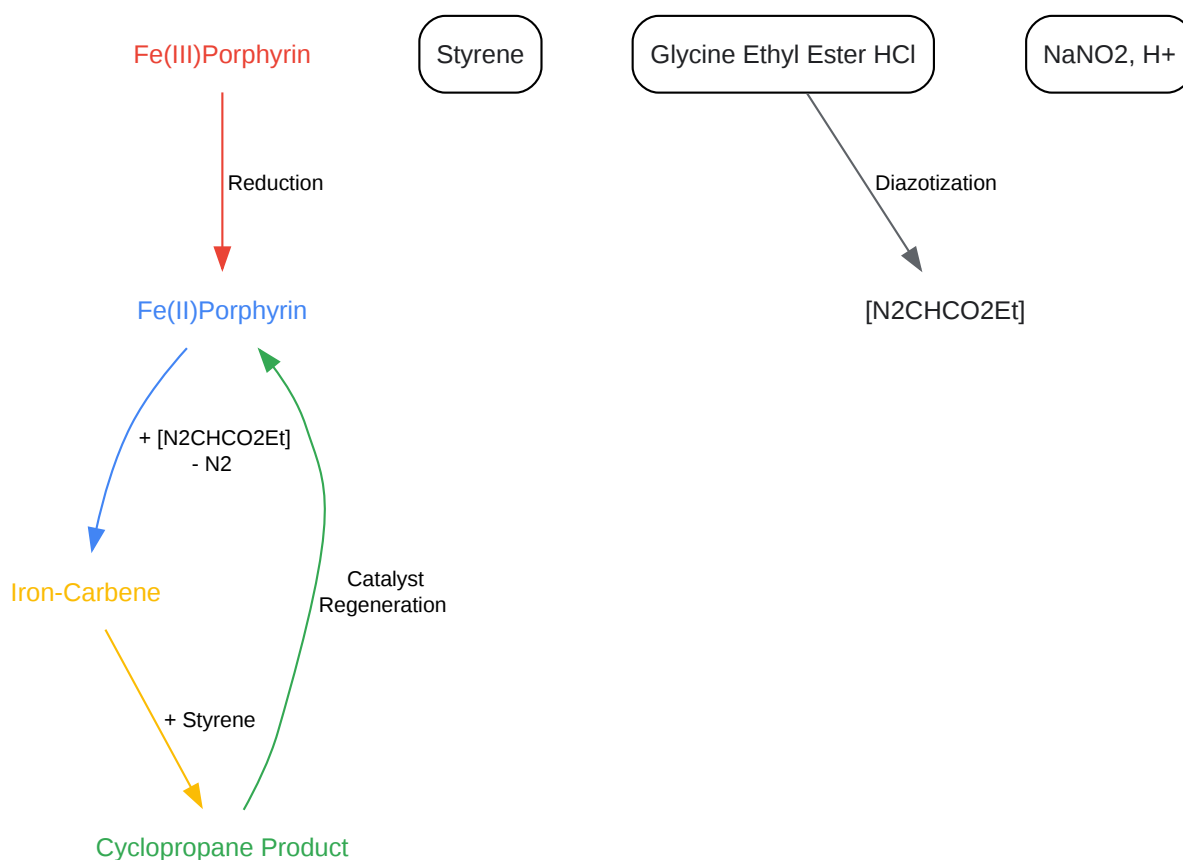 Fe(III)Porphyrin
Styrene
Glycine Ethyl Ester HCl
NaNO2, H+
Reduction
Diazotization
Fe(II)Porphyrin
[N2CHCO2Et]
+ [N2CHCO2Et]
- N2
Catalyst
Regeneration
Iron-Carbene
+ Styrene
Cyclopropane Product